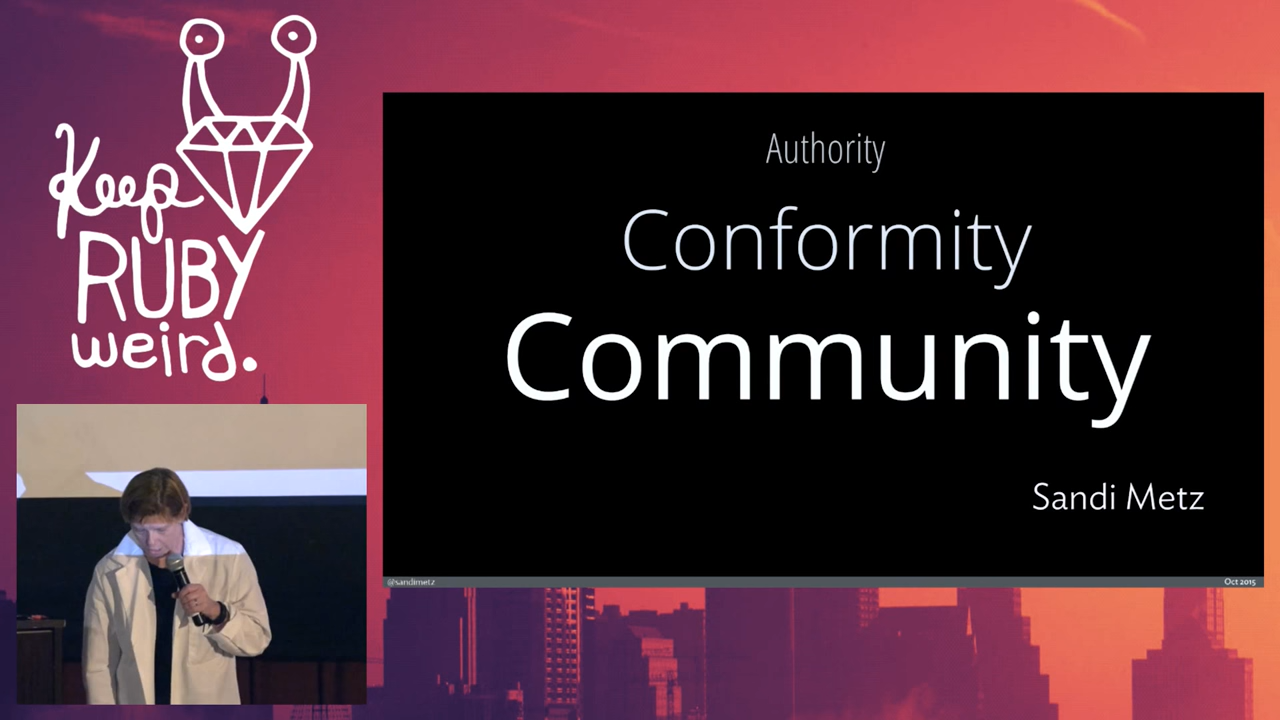 Keep
RUBY
weird.
Authority
Conformity
Community
Sandi Metz
@sandimetz
Oct 2015